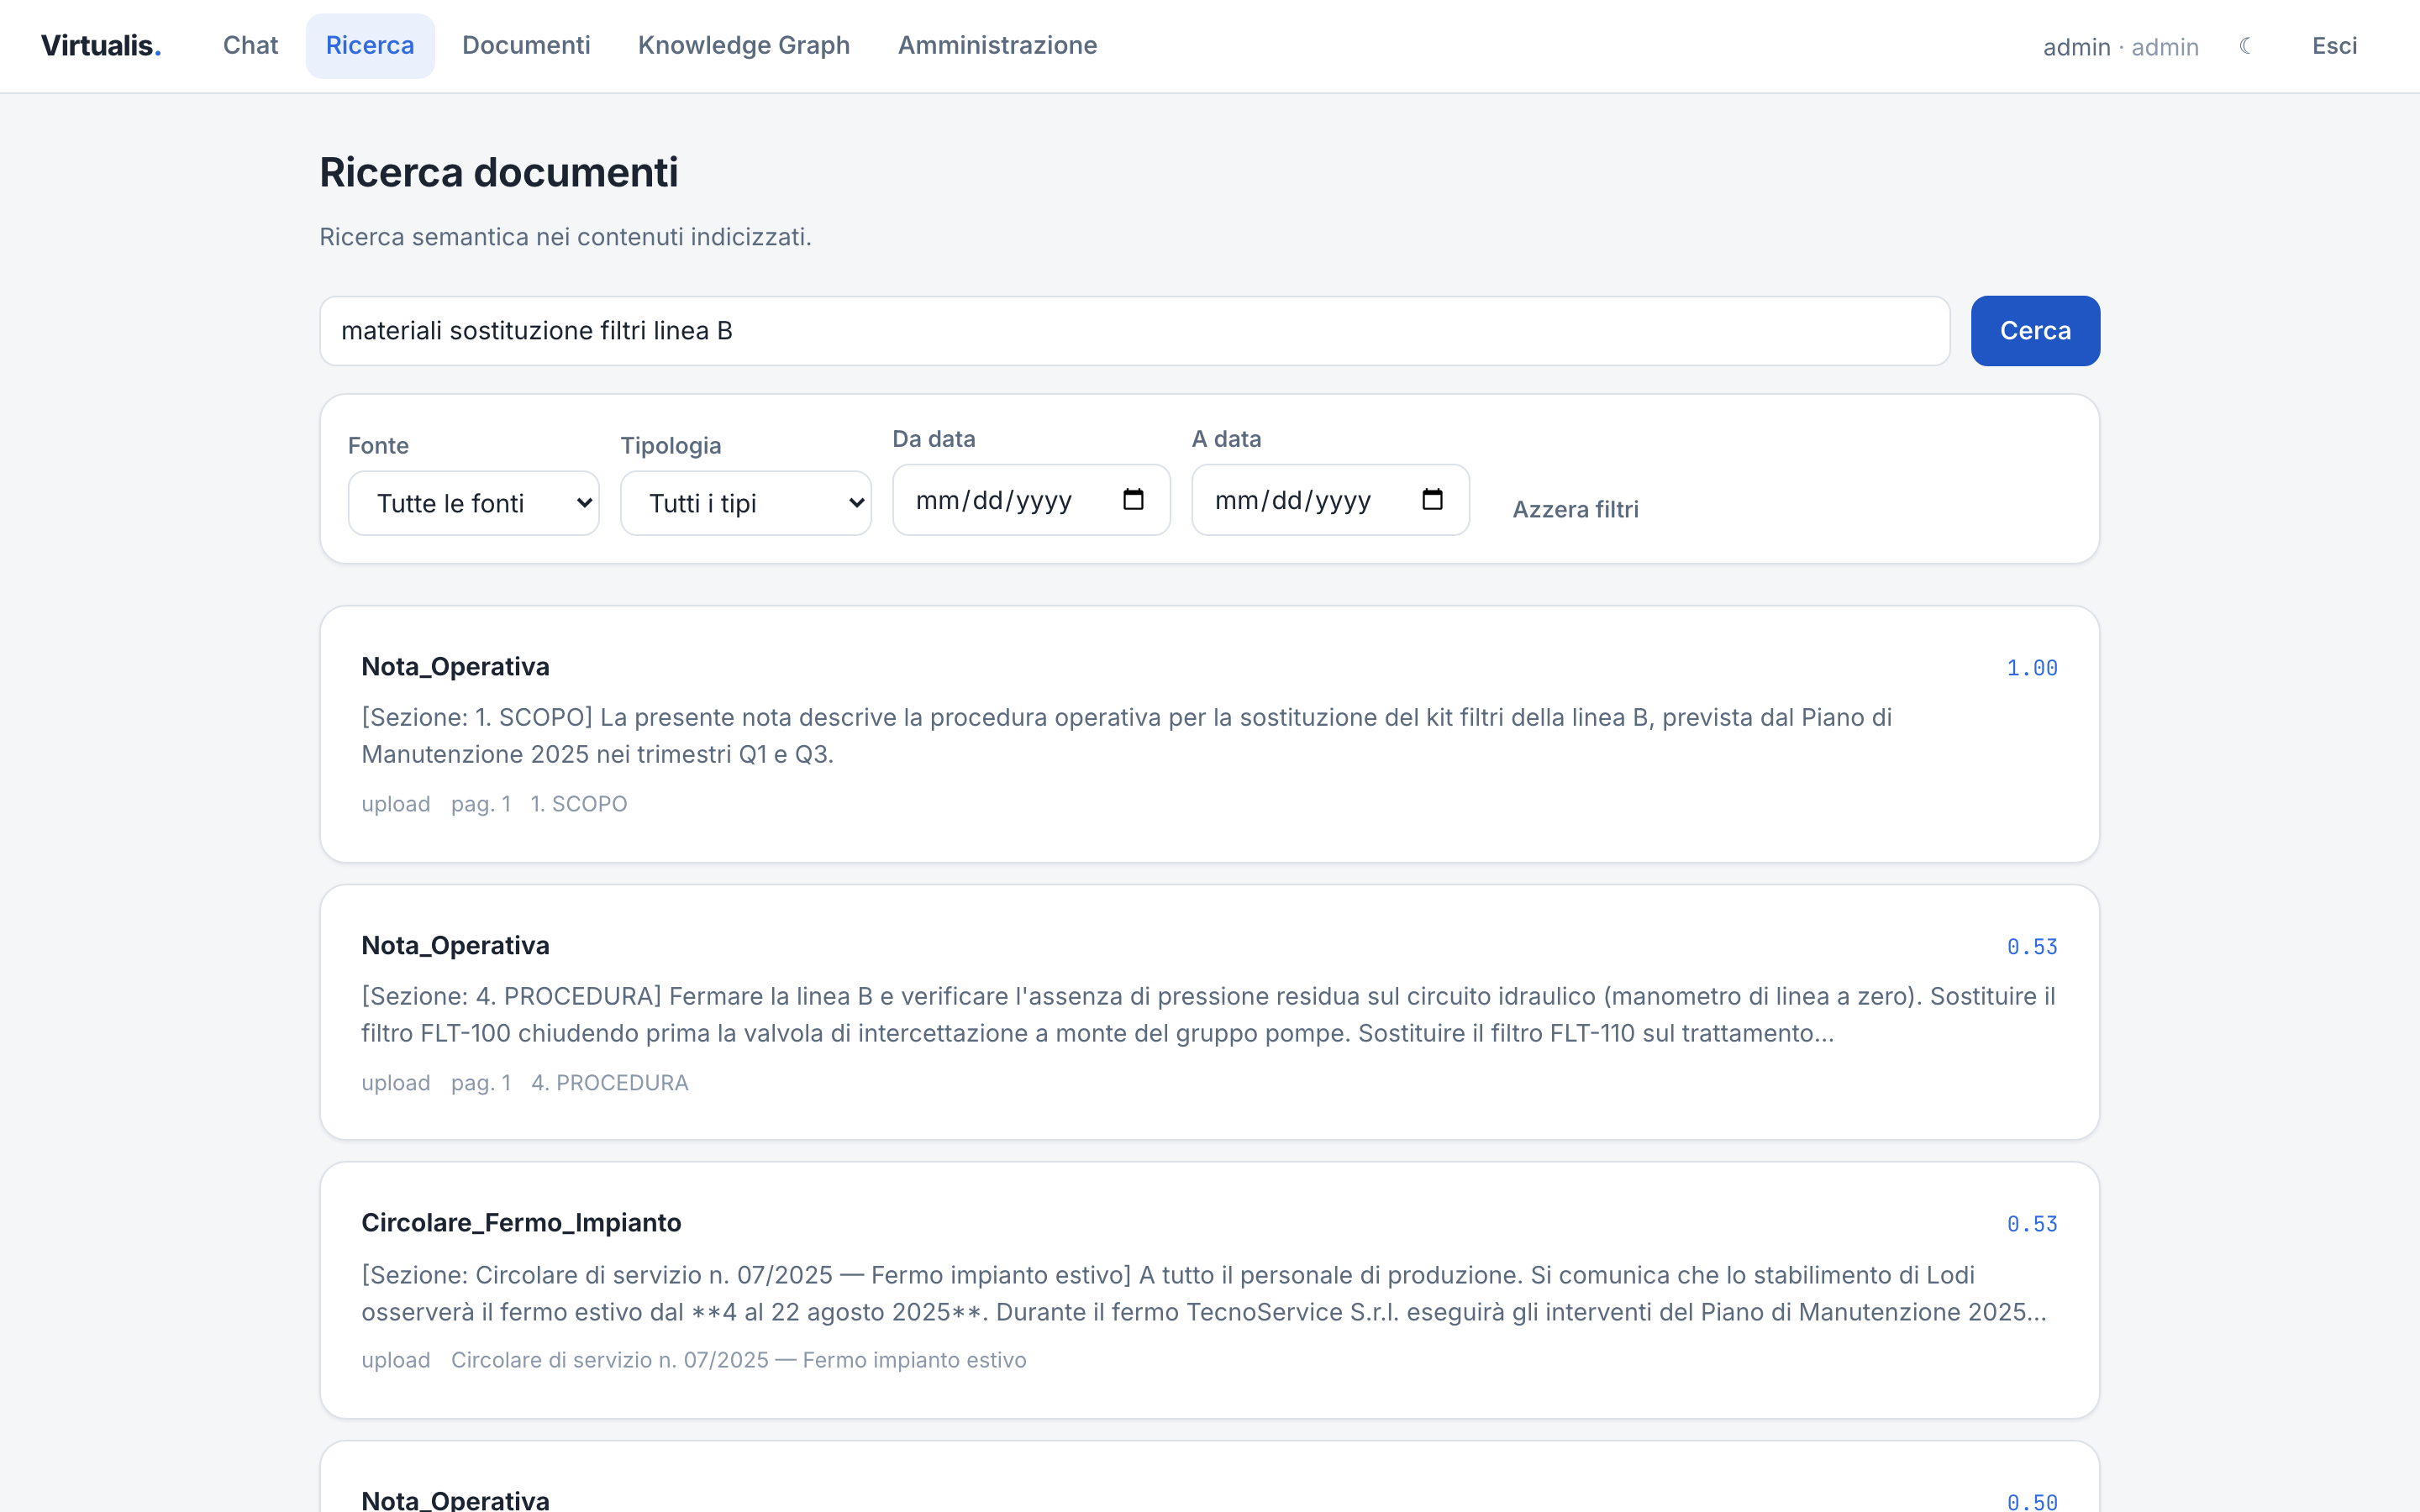 Virtualis. Chat Ricerca Documenti Knowledge Graph Amministrazione admin · admin Esci
Ricerca documenti
Ricerca semantica nei contenuti indicizzati.
materiali sostituzione filtri linea B Cerca
Fonte Tipologia Da data A data
Tutte le fonti Tutti i tipi mm/dd/yyyy mm/dd/yyyy Azzera filtri
Nota_Operativa 1.00
[Sezione: 1. SCOPO] La presente nota descrive la procedura operativa per la sostituzione del kit filtri della linea B, prevista dal Piano di
Manutenzione 2025 nei trimestri Q1 e Q3.
upload pag. 1 1. SCOPO
Nota_Operativa 0.53
[Sezione: 4. PROCEDURA] Fermare la linea B e verificare l'assenza di pressione residua sul circuito idraulico (manometro di linea a zero). Sostituire il
filtro FLT-100 chiudendo prima la valvola di intercettazione a monte del gruppo pompe. Sostituire il filtro FLT-110 sul trattamento...
upload pag. 1 4. PROCEDURA
Circolare_Fermo_Impianto 0.53
[Sezione: Circolare di servizio n. 07/2025 — Fermo impianto estivo] A tutto il personale di produzione. Si comunica che lo stabilimento di Lodi
osserverà il fermo estivo dal **4 al 22 agosto 2025**. Durante il fermo TecnoService S.r.l. eseguirà gli interventi del Piano di Manutenzione 2025...
upload Circolare di servizio n. 07/2025 — Fermo impianto estivo
Nota_Operativa 0.50